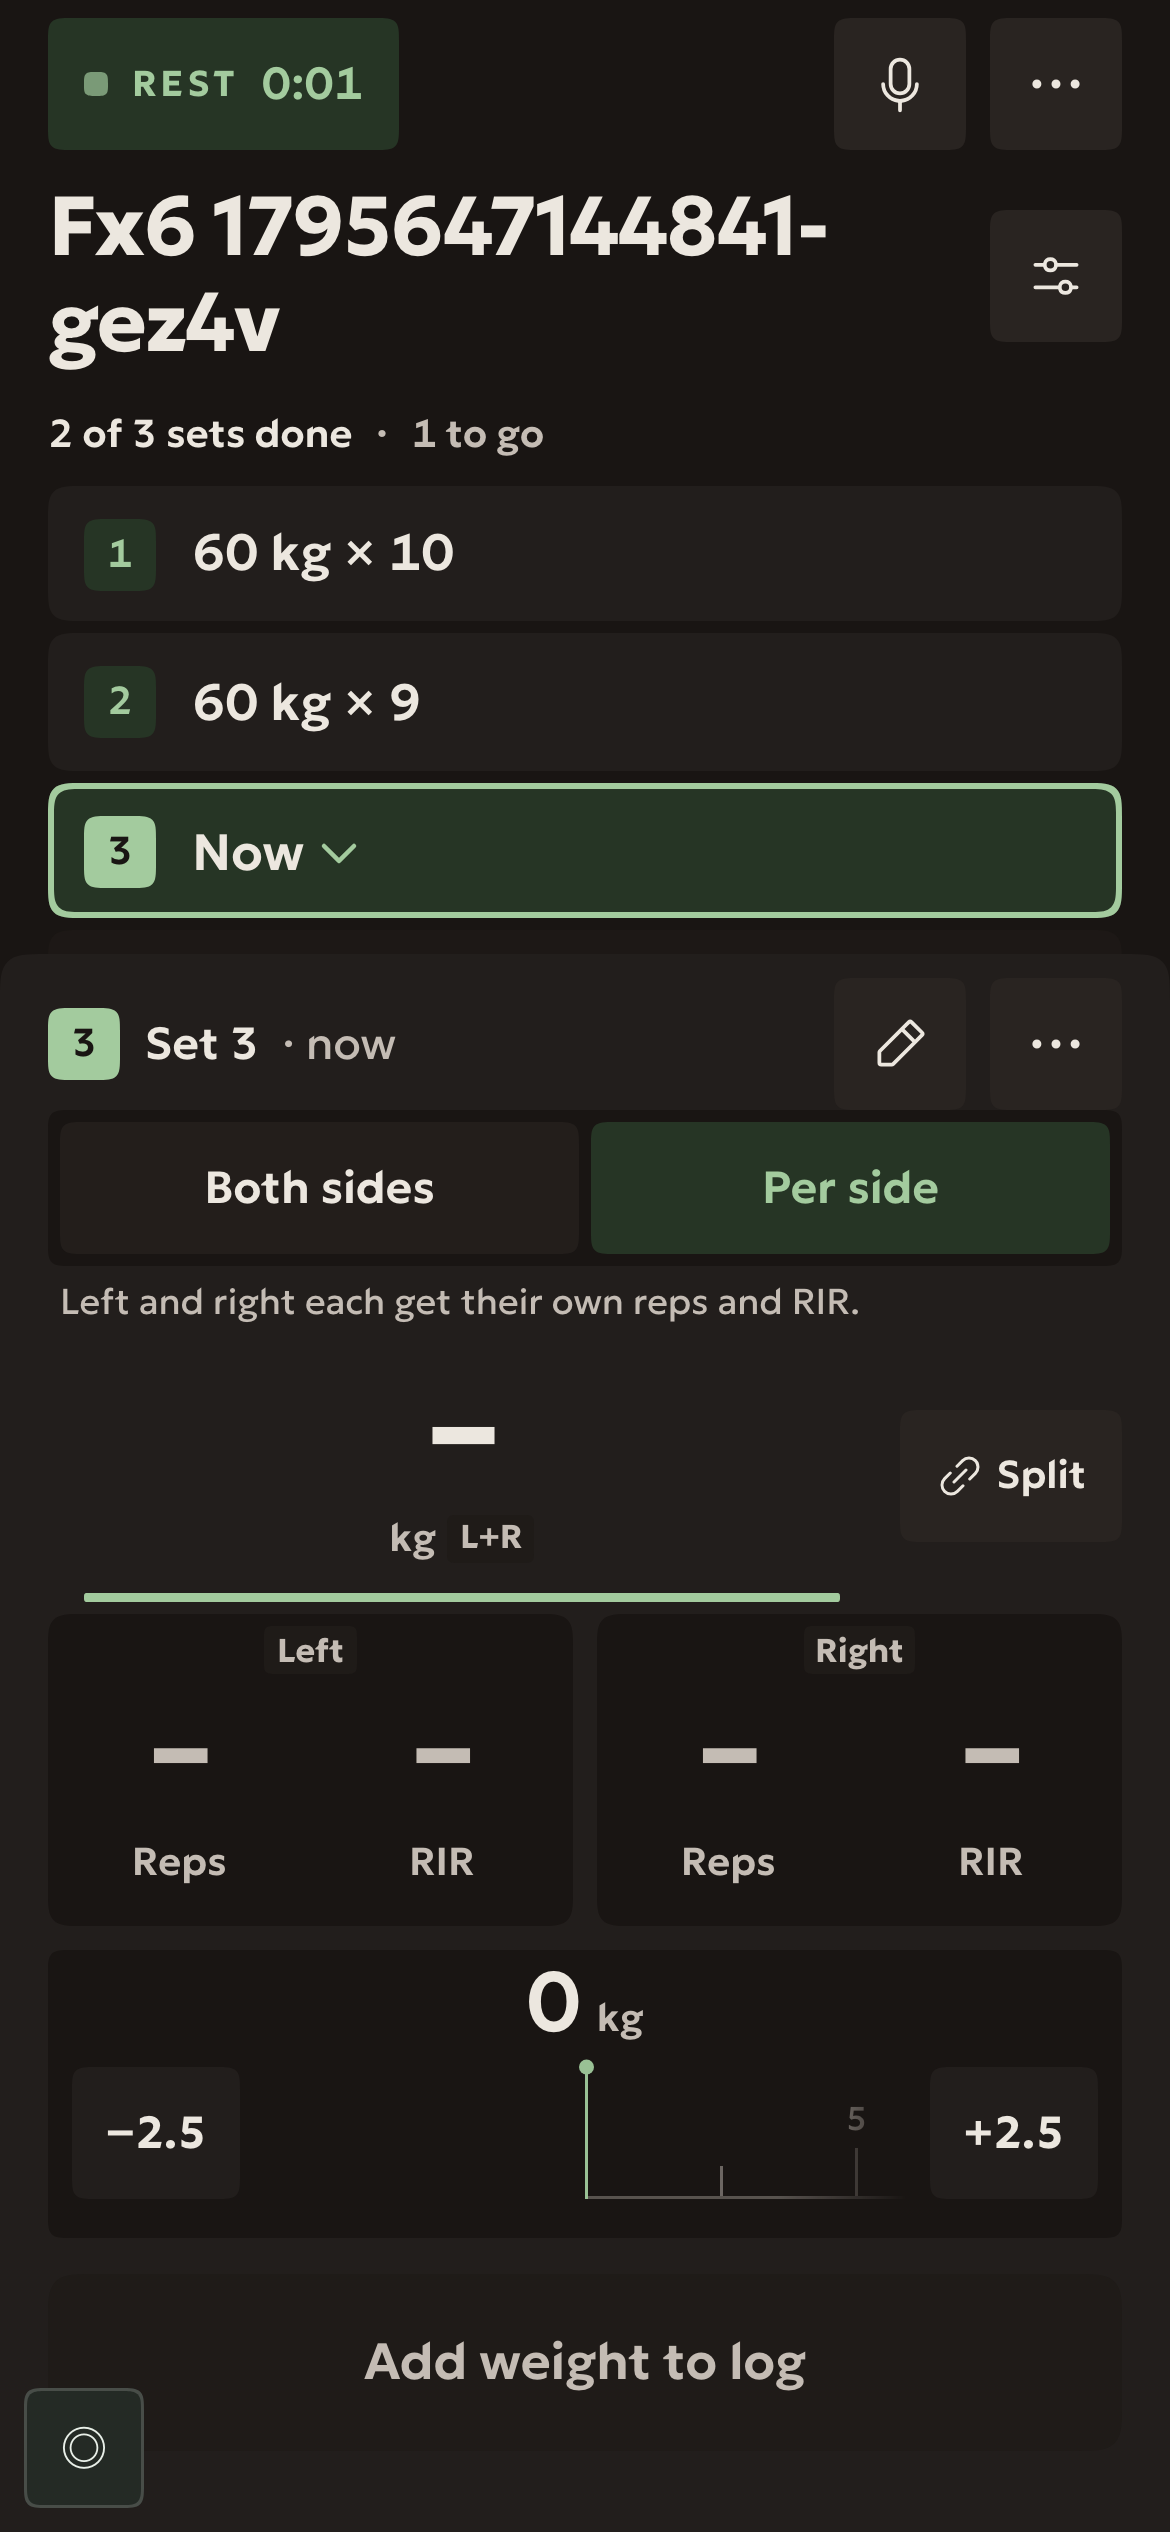 REST 0:01
Fx6 1795647144841-
gez4v
2 of 3 sets done · 1 to go
1 60 kg × 10
2 60 kg × 9
3 Now
3 Set 3 · now
Both sides Per side
Left and right each get their own reps and RIR.
–
kg L+R
Split
Left Right
– – – –
Reps RIR Reps RIR
0 kg
−2.5 5 +2.5
Add weight to log